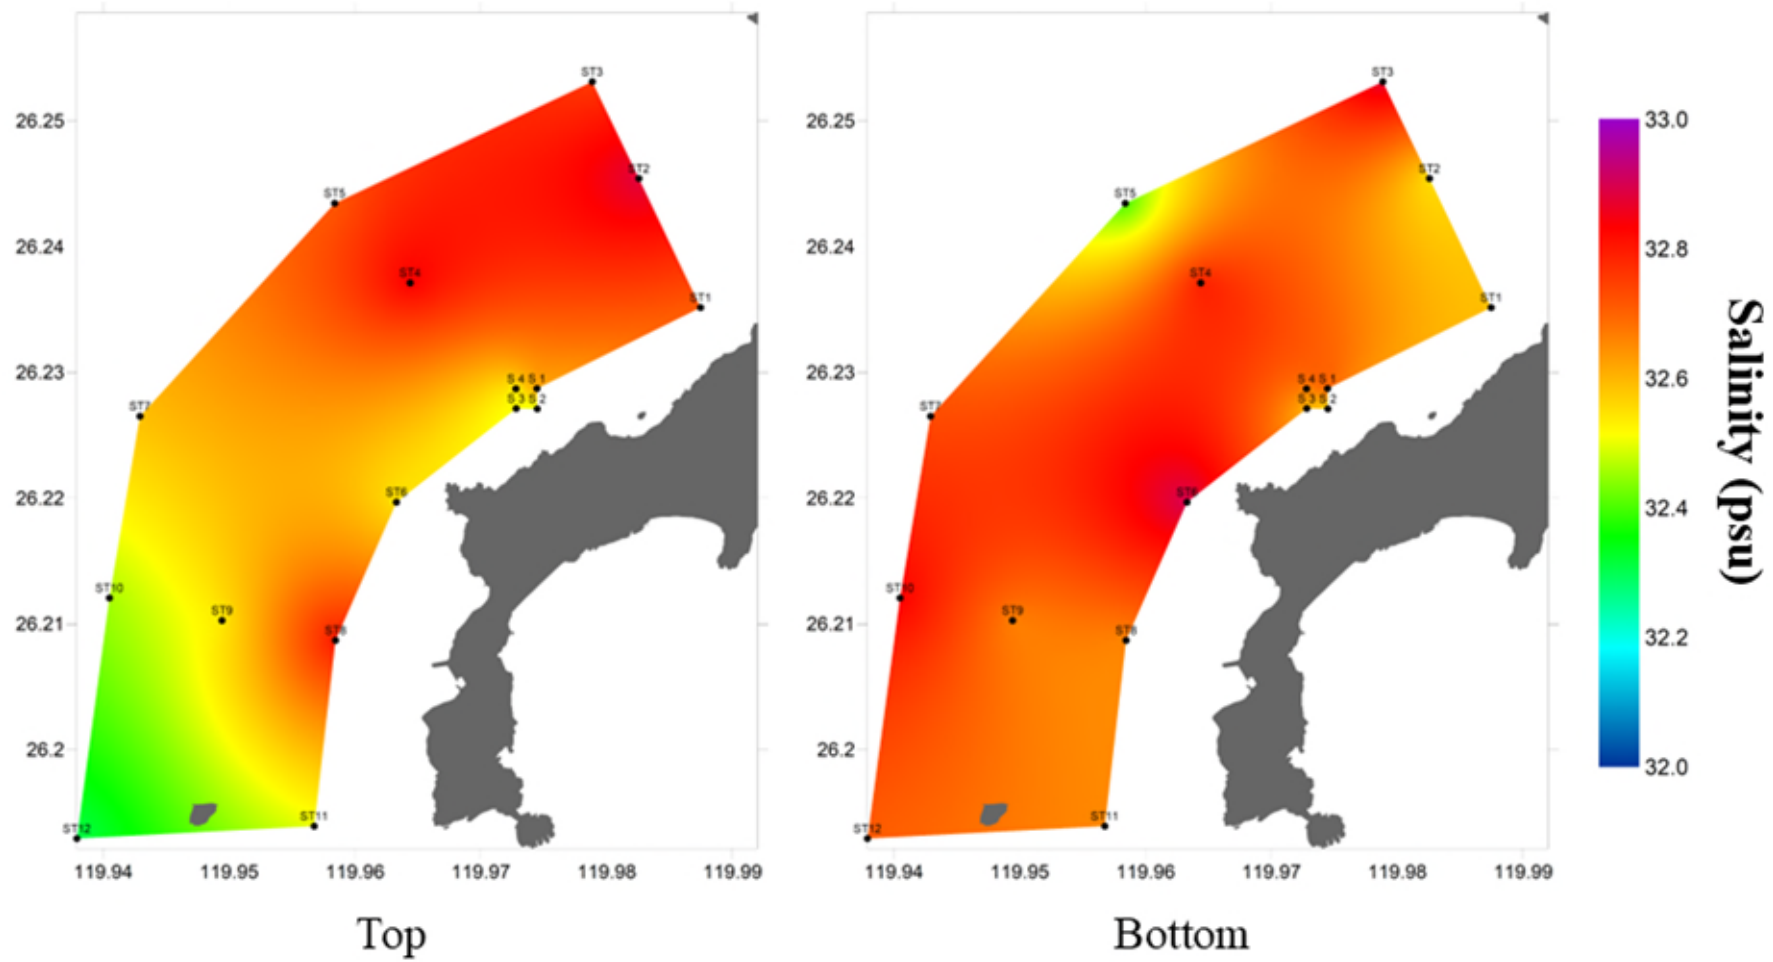 ST3
26.25
ST2
ST5
26.24
ST4
ST1
26.23
S 4 S 1
S 3 S 2
ST7
26.22
ST6
ST10
ST9
26.21
ST8
26.2
ST11
ST12
119.94 119.95 119.96 119.97 119.98 119.99
Top
ST3
26.25
ST2
ST5
26.24
ST4
ST1
26.23
S 4 S 1
S 3 S 2
ST7
26.22
ST6
ST10
ST9
26.21
ST8
26.2
ST11
ST12
119.94 119.95 119.96 119.97 119.98 119.99
Bottom
33.0
32.8
32.6
32.4
32.2
32.0
Salinity (psu)